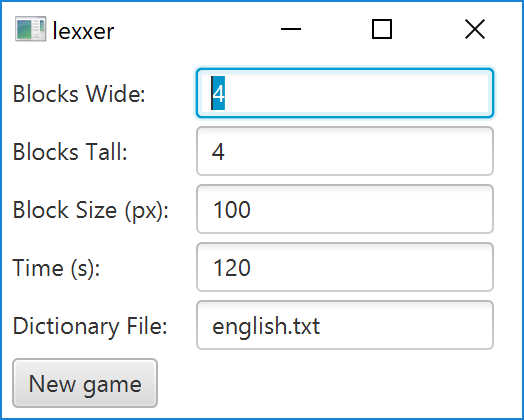 lexxer
Blocks Wide: 4
Blocks Tall: 4
Block Size (px): 100
Time (s): 120
Dictionary File: english.txt
New game